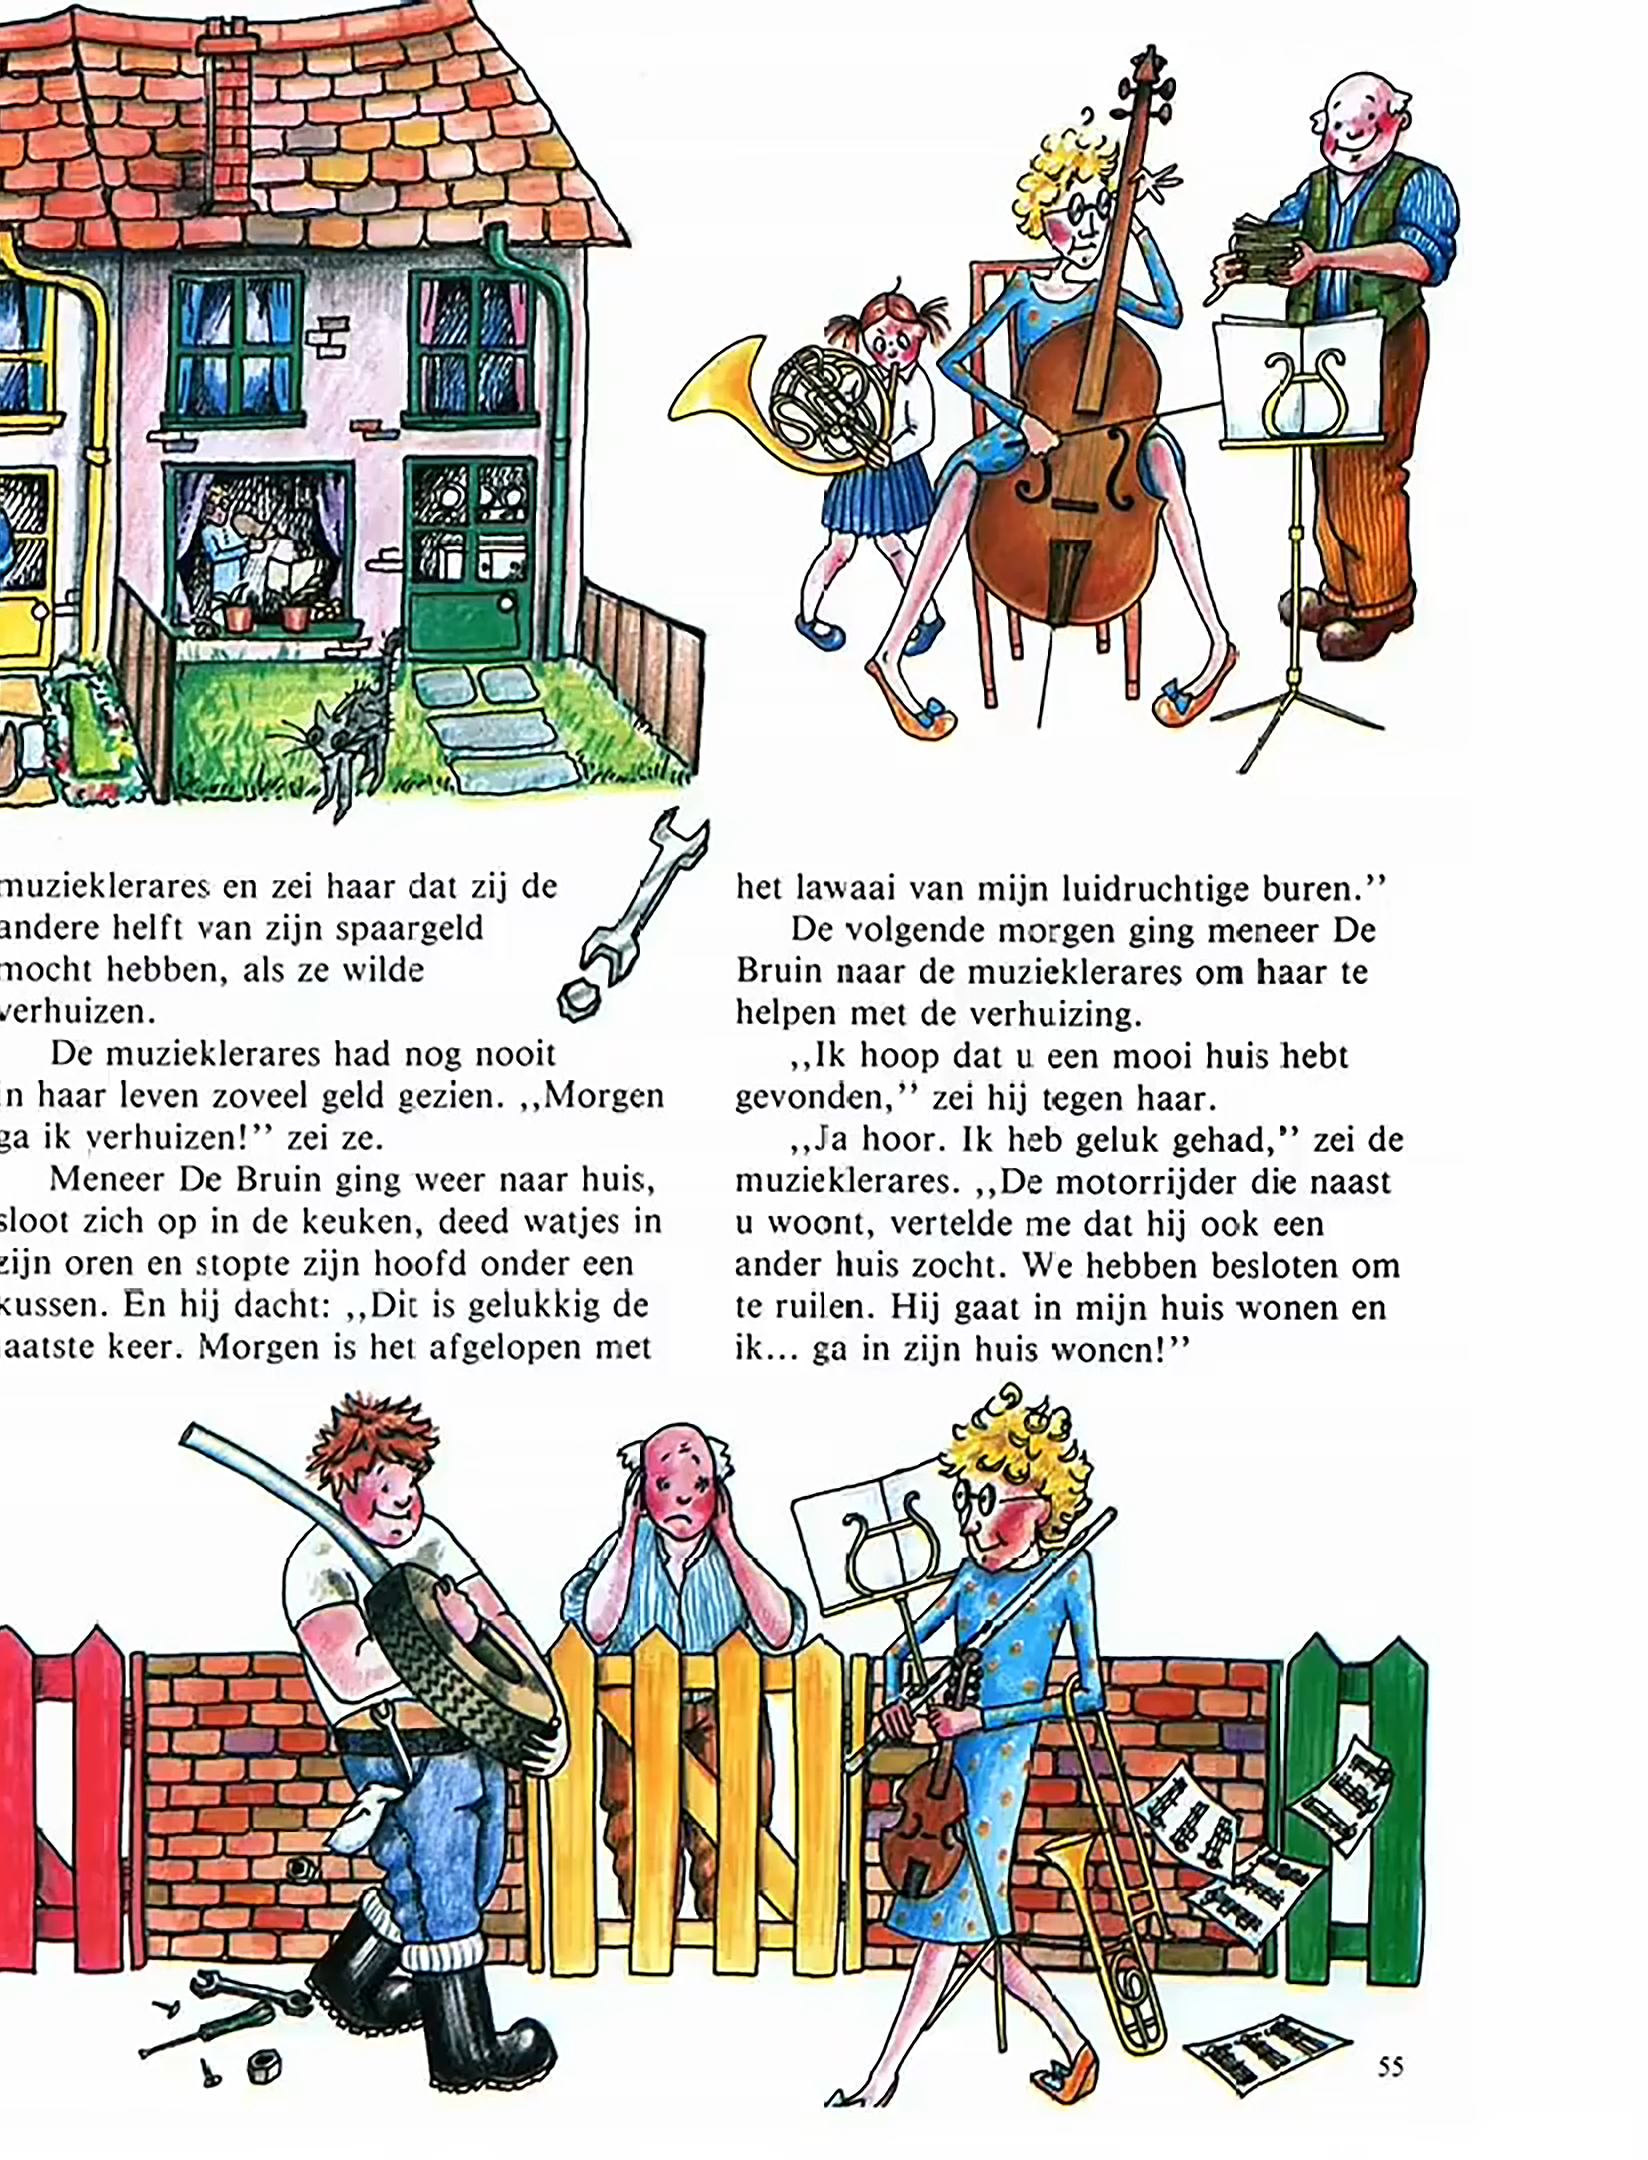 muzieklerares en zei haar dat zij de
andere helft van zijn spaargeld
mocht hebben, als ze wilde
verhuizen.
De muzieklerares had nog nooit
in haar leven zoveel geld gezien. ,,Morgen
ga ik verhuizen!” zei ze.
Meneer De Bruin ging weer naar huis,
sloot zich op in de keuken, deed watjes in
zijn oren en stopte zijn hoofd onder een
kussen. En hij dacht: ,,Dit is gelukkig de
laatste keer. Morgen is het afgelopen met
het lawaai van mijn luidruchtige buren.”
De volgende morgen ging meneer De
Bruin naar de muzieklerares om haar te
helpen met de verhuizing.
,,Ik hoop dat u een mooi huis hebt
gevonden,” zei hij tegen haar.
,,Ja hoor. Ik heb geluk gehad,” zei de
muzieklerares. ,,De motorrijder die naast
u woont, vertelde me dat hij ook een
ander huis zocht. We hebben besloten om
te ruilen. Hij gaat in mijn huis wonen en
ik... ga in zijn huis wonen!”
55